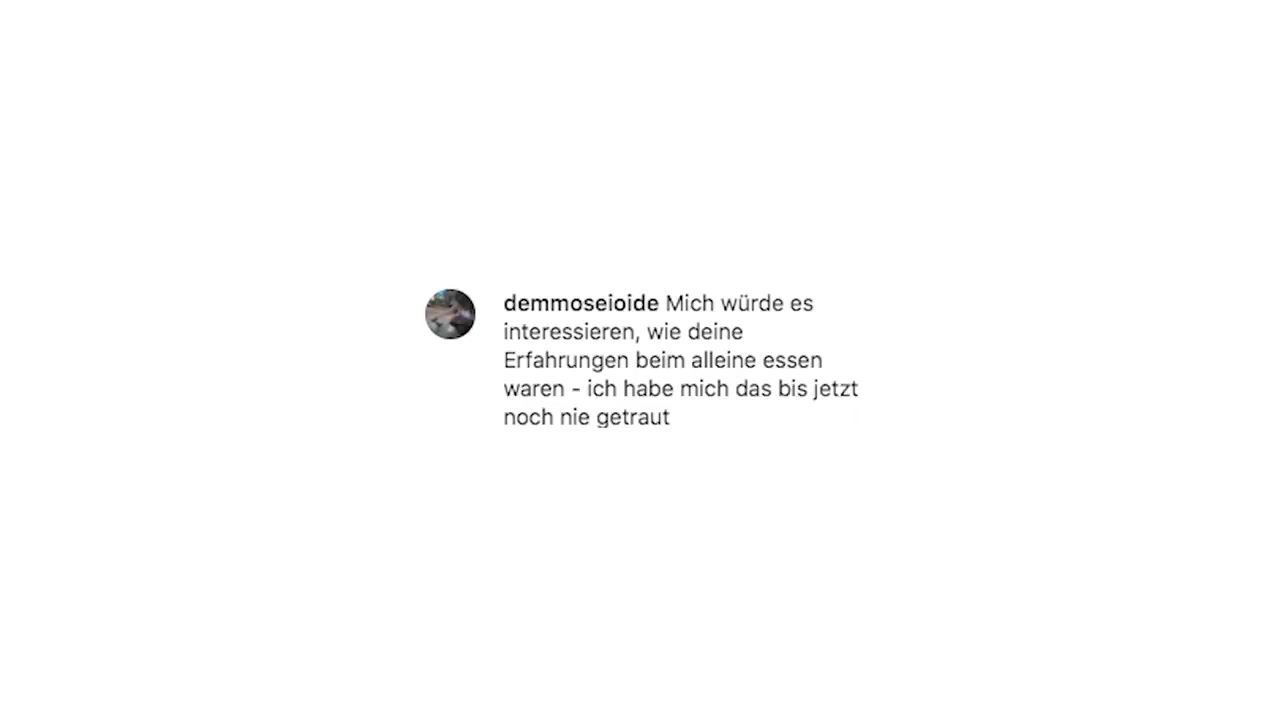 demmoseioide Mich würde es
interessieren, wie deine
Erfahrungen beim alleine essen
waren - ich habe mich das bis jetzt
noch nie getraut